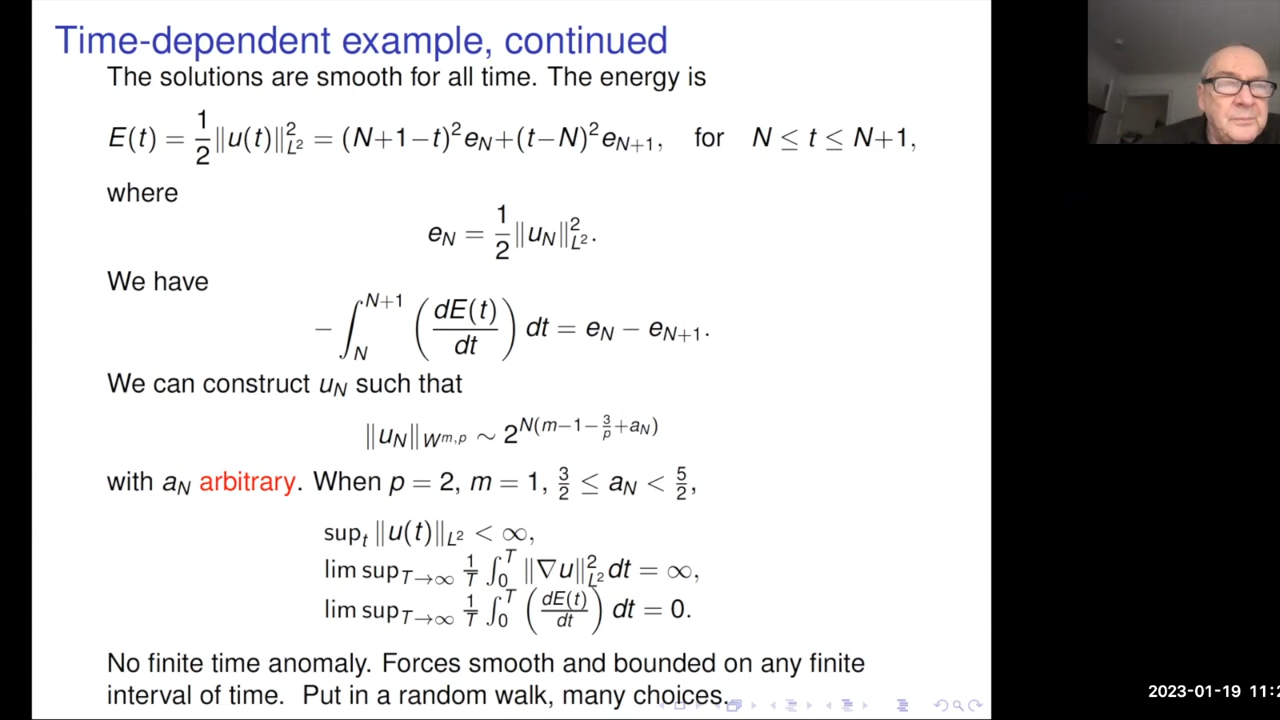 Time-dependent example, continued
The solutions are smooth for all time. The energy is
E(t) = 1/2 ‖u(t)‖²_{L²} = (N+1−t)²e_N+(t−N)²e_{N+1}, for N ≤ t ≤ N+1,
where
e_N = 1/2 ‖u_N‖²_{L²}.
We have
− ∫_N^{N+1} (dE(t)/dt) dt = e_N − e_{N+1}.
We can construct u_N such that
‖u_N‖_{W^{m,p}} ∼ 2^{N(m−1−3/p+a_N)}
with a_N arbitrary. When p = 2, m = 1, 3/2 ≤ a_N < 5/2,
sup_t ‖u(t)‖_{L²} < ∞,
lim sup_{T→∞} 1/T ∫_0^T ‖∇u‖²_{L²} dt = ∞,
lim sup_{T→∞} 1/T ∫_0^T (dE(t)/dt) dt = 0.
No finite time anomaly. Forces smooth and bounded on any finite
interval of time. Put in a random walk, many choices.
2023-01-19 11:2